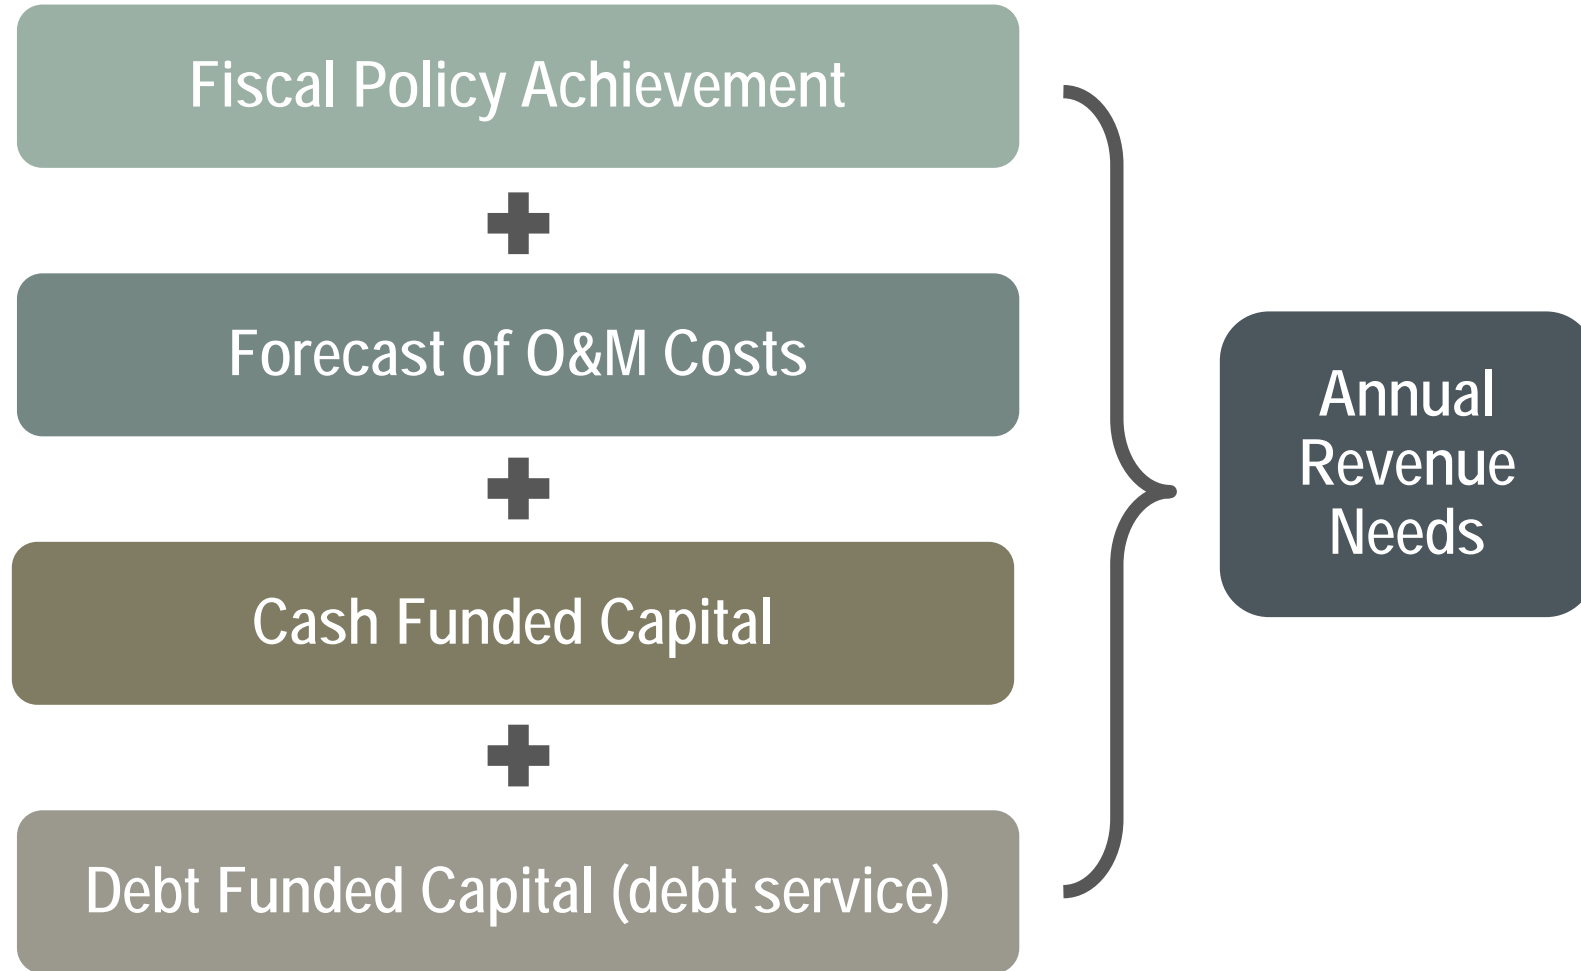 Fiscal Policy Achievement
Forecast of O&M Costs
Cash Funded Capital
Debt Funded Capital (debt service)
Annual
Revenue
Needs